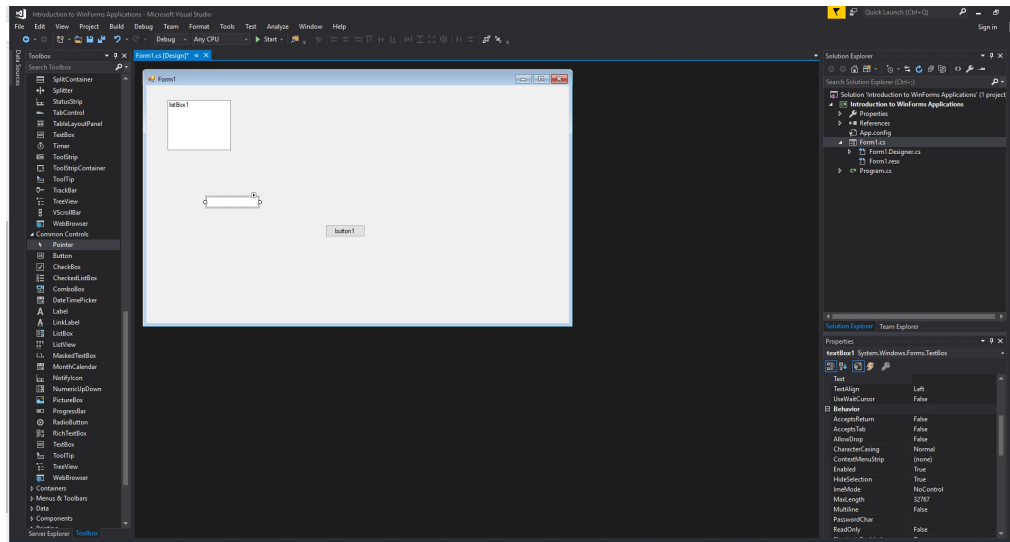 Introduction to WinForms Applications - Microsoft Visual Studio
Quick Launch (Ctrl+Q)
File Edit View Project Build Debug Team Format Tools Test Analyze Window Help
Sign in
Debug Any CPU Start
Data Sources
Toolbox
Search Toolbox
SplitContainer
Splitter
StatusStrip
TabControl
TableLayoutPanel
TextBox
Timer
ToolStrip
ToolStripContainer
ToolTip
TrackBar
TreeView
VScrollBar
WebBrowser
Common Controls
Pointer
Button
CheckBox
CheckedListBox
ComboBox
DateTimePicker
Label
LinkLabel
ListBox
ListView
MaskedTextBox
MonthCalendar
NotifyIcon
NumericUpDown
PictureBox
ProgressBar
RadioButton
RichTextBox
TextBox
ToolTip
TreeView
WebBrowser
Containers
Menus & Toolbars
Data
Components
Server Explorer Toolbox
Form1.cs [Design]*
Form1
listBox1
button1
Solution Explorer
Search Solution Explorer (Ctrl+;)
Solution 'Introduction to WinForms Applications' (1 project
Introduction to WinForms Applications
Properties
References
App.config
Form1.cs
Form1.Designer.cs
Form1.resx
C# Program.cs
Solution Explorer Team Explorer
Properties
textBox1 System.Windows.Forms.TextBox
Text
TextAlign Left
UseWaitCursor False
Behavior
AcceptsReturn False
AcceptsTab False
AllowDrop False
CharacterCasing Normal
ContextMenuStrip (none)
Enabled True
HideSelection True
ImeMode NoControl
MaxLength 32767
Multiline False
PasswordChar
ReadOnly False